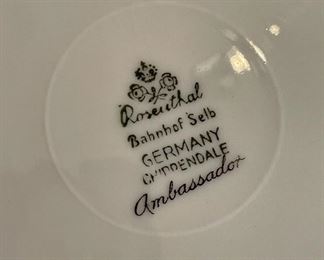 Rosenthal
Bahnhof Selb
GERMANY
CHIPPENDALE
Ambassador